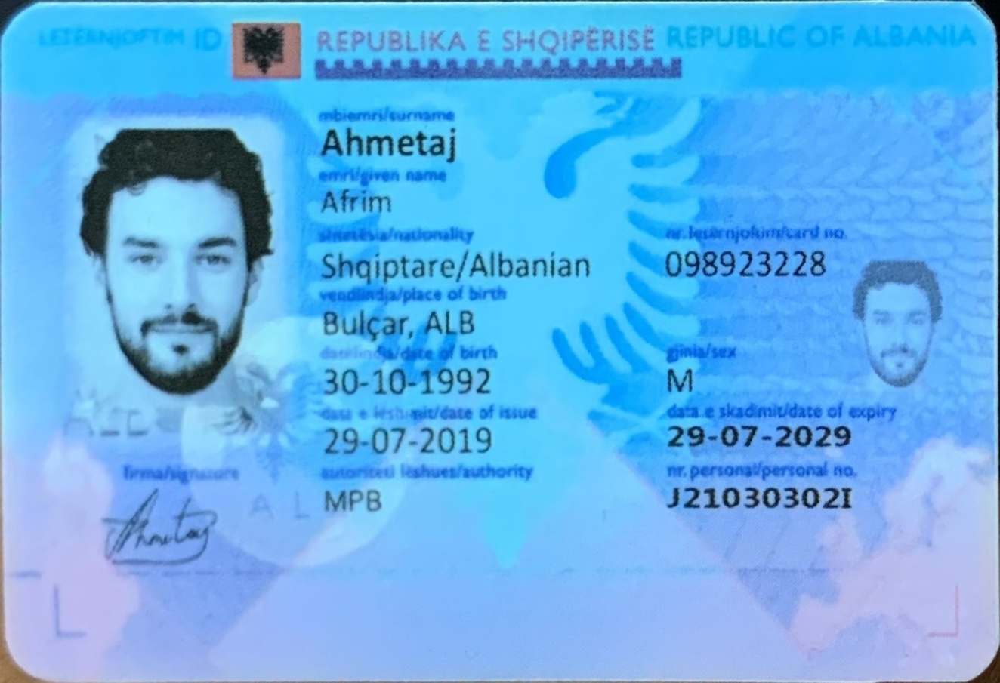 LETËRNJOFTIM ID REPUBLIKA E SHQIPËRISË REPUBLIC OF ALBANIA
mbiemri/surname
Ahmetaj
emri/given name
Afrim
shtetësia/nationality
nr. letërnjoftimi/card no.
Shqiptare/Albanian
098923228
vendlindja/place of birth
Bulçar, ALB
datëlindja/date of birth
gjinia/sex
30-10-1992
M
data e lëshimit/date of issue
data e skadimit/date of expiry
29-07-2019
29-07-2029
firma/signature
autoriteti lëshues/authority
nr. personal/personal no.
MPB
J21030302I
Ahmetaj